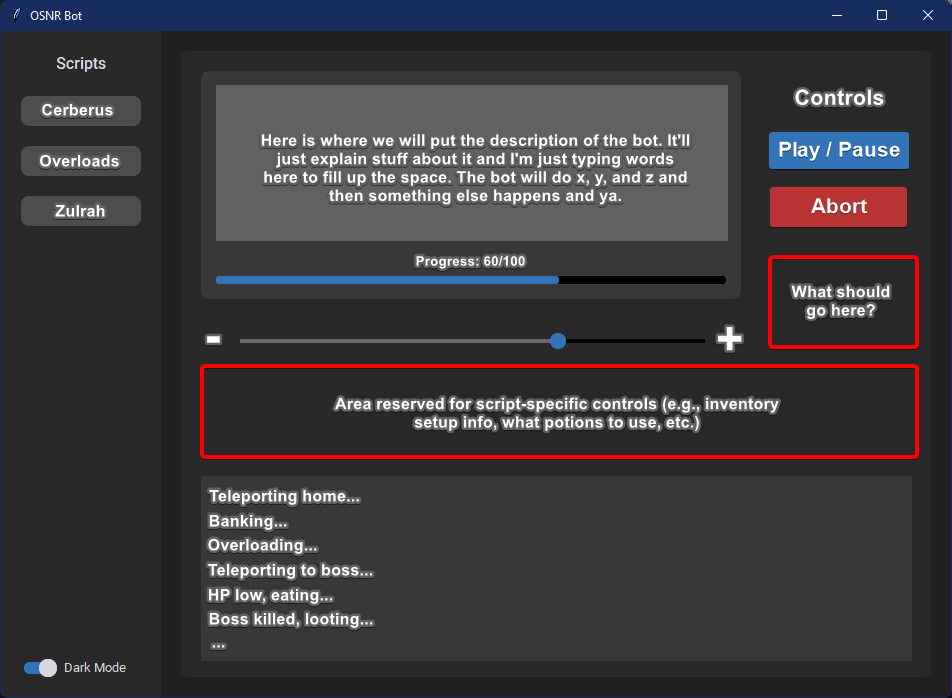 OSNR Bot
Scripts
Cerberus
Overloads
Zulrah
Dark Mode
Here is where we will put the description of the bot. It'll
just explain stuff about it and I'm just typing words
here to fill up the space. The bot will do x, y, and z and
then something else happens and ya.
Progress: 60/100
Controls
Play / Pause
Abort
What should
go here?
-
+
Area reserved for script-specific controls (e.g., inventory
setup info, what potions to use, etc.)
Teleporting home...
Banking...
Overloading...
Teleporting to boss...
HP low, eating...
Boss killed, looting...
...